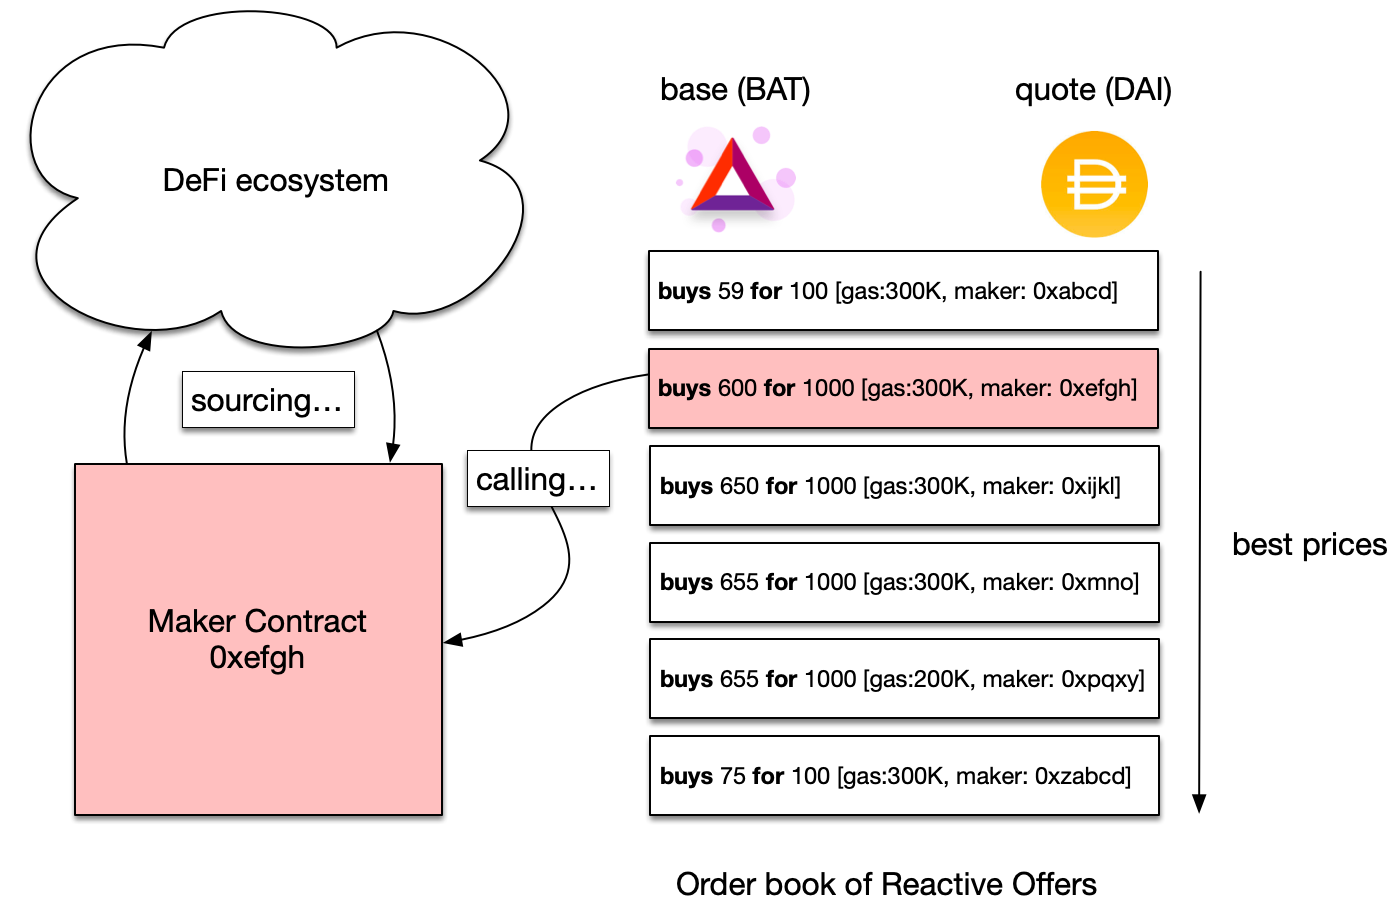 DeFi ecosystem
sourcing...
calling...
Maker Contract
0xefgh
base (BAT)
quote (DAI)
buys 59 for 100 [gas:300K, maker: 0xabcd]
buys 600 for 1000 [gas:300K, maker: 0xefgh]
buys 650 for 1000 [gas:300K, maker: 0xijkl]
buys 655 for 1000 [gas:300K, maker: 0xmno]
buys 655 for 1000 [gas:200K, maker: 0xpqxy]
buys 75 for 100 [gas:300K, maker: 0xzabcd]
best prices
Order book of Reactive Offers